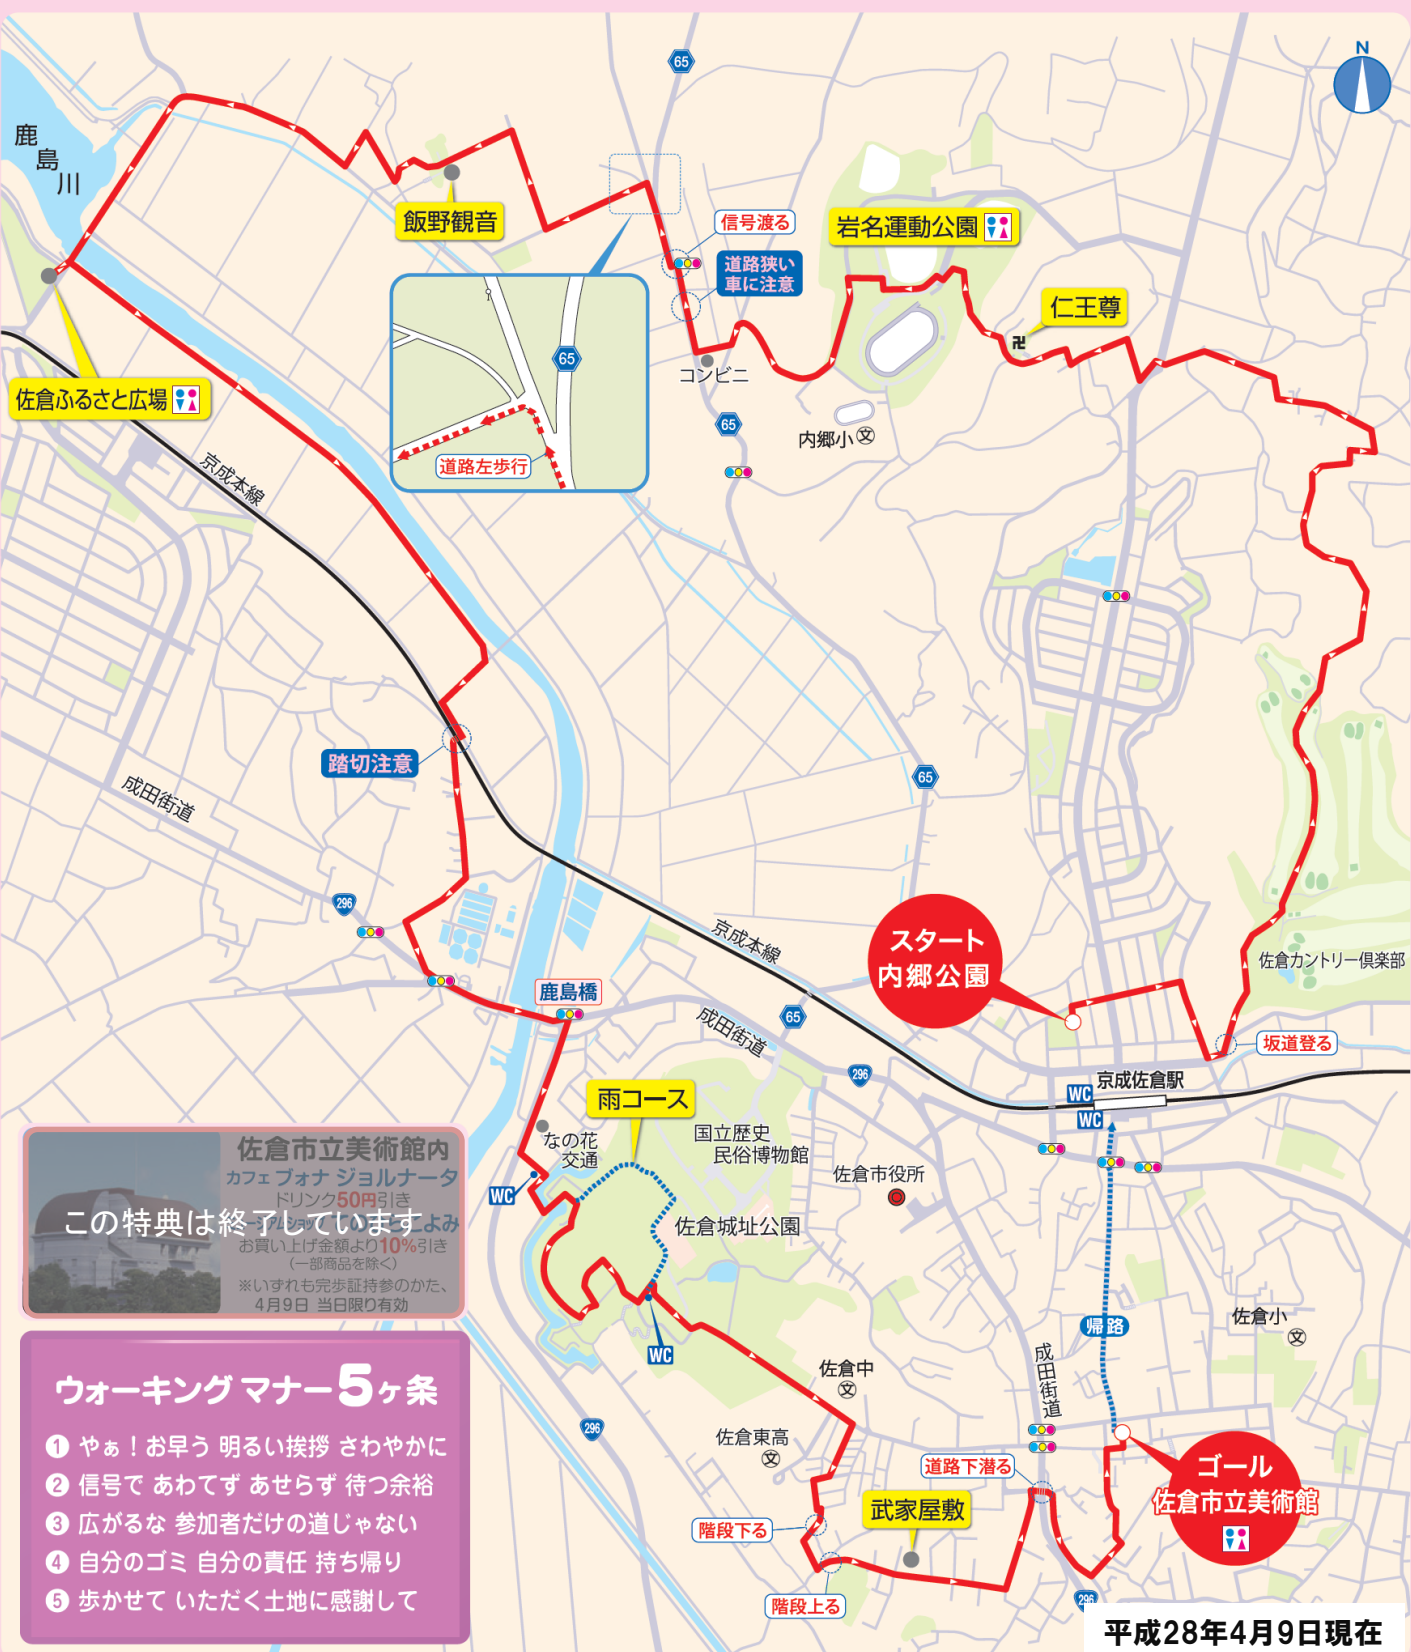 N
65
鹿島川
飯野観音
信号渡る
道路狭い
車に注意
岩名運動公園
仁王尊
65
道路左歩行
コンビニ
佐倉ふるさと広場
65
内郷小
文
京成本線
65
踏切注意
成田街道
296
京成本線
スタート
内郷公園
佐倉カントリー倶楽部
鹿島橋
65
成田街道
坂道登る
296
京成佐倉駅
WC
WC
雨コース
なの花
交通
国立歴史
民俗博物館
佐倉市役所
WC
佐倉城址公園
佐倉市立美術館内
カフェ ブォナ ジョルナータ
ドリンク50円引き
この特典は終了しています
お買い上げ金額より10%引き
(一部商品を除く)
※いずれも完歩証持参のかた、
4月9日 当日限り有効
帰路
佐倉小
文
WC
成田街道
佐倉中
文
296
佐倉東高
文
道路下潜る
ゴール
佐倉市立美術館
武家屋敷
階段下る
階段上る
296
ウォーキング マナー5ヶ条
1 やぁ!お早う 明るい挨拶 さわやかに
2 信号で あわてず あせらず 待つ余裕
3 広がるな 参加者だけの道じゃない
4 自分のゴミ 自分の責任 持ち帰り
5 歩かせて いただく土地に感謝して
平成28年4月9日現在